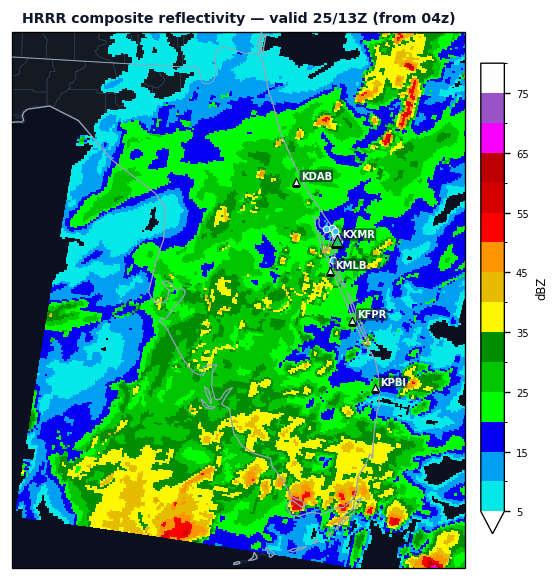 HRRR composite reflectivity — valid 25/13Z (from 04z)
KDAB
KXMR
KMLB
KFPR
KPBI
75
65
55
45
35
25
15
5
dBZ